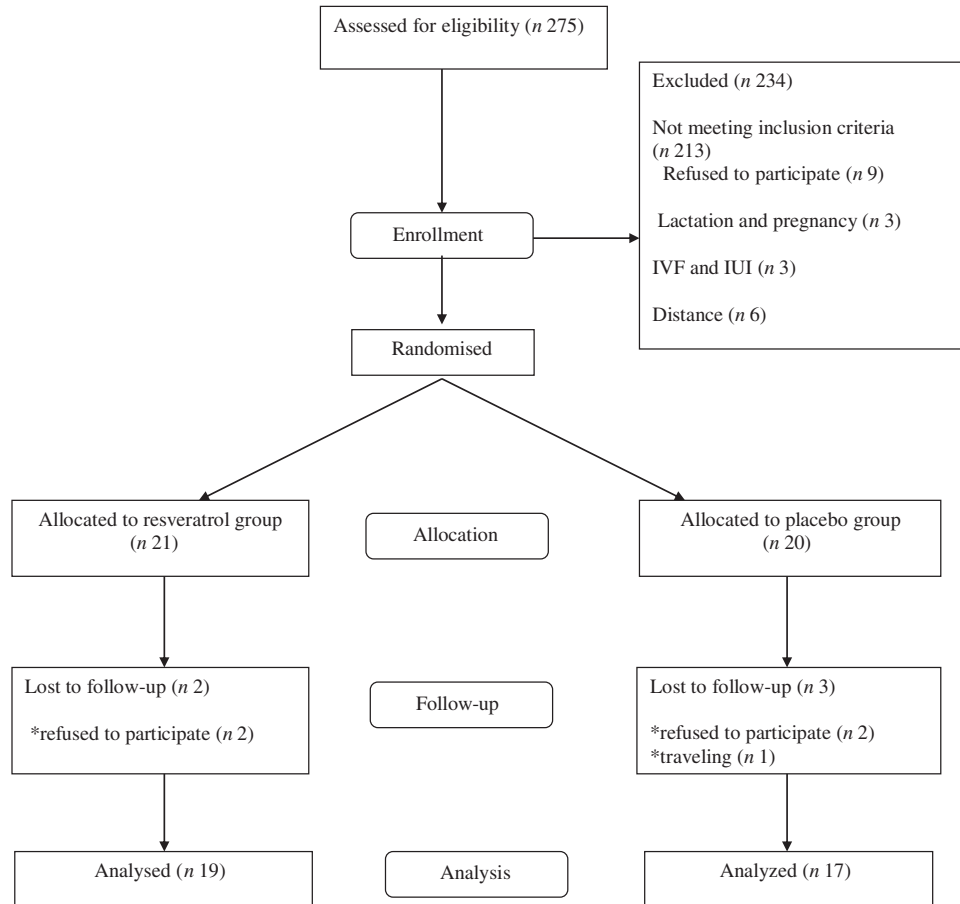 Assessed for eligibility (n 275)
Excluded (n 234)
Not meeting inclusion criteria
(n 213)
Refused to participate (n 9)
Lactation and pregnancy (n 3)
IVF and IUI (n 3)
Distance (n 6)
Enrollment
Randomised
Allocated to resveratrol group
(n 21)
Allocation
Allocated to placebo group
(n 20)
Lost to follow-up (n 2)
*refused to participate (n 2)
Follow-up
Lost to follow-up (n 3)
*refused to participate (n 2)
*traveling (n 1)
Analysed (n 19)
Analysis
Analyzed (n 17)